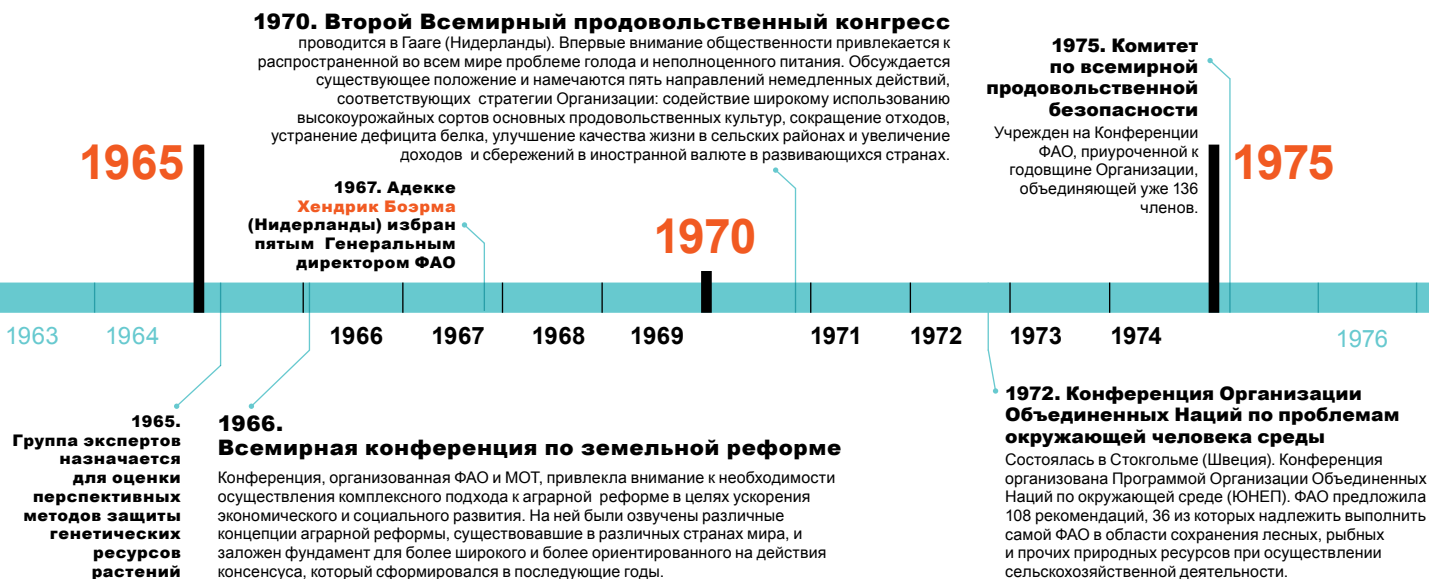 1970. Второй Всемирный продовольственный конгресс
проводится в Гааге (Нидерланды). Впервые внимание общественности привлекается к
распространенной во всем мире проблеме голода и неполноценного питания. Обсуждается
существующее положение и намечаются пять направлений немедленных действий,
соответствующих стратегии Организации: содействие широкому использованию
высокоурожайных сортов основных продовольственных культур, сокращение отходов,
устранение дефицита белка, улучшение качества жизни в сельских районах и увеличение
доходов и сбережений в иностранной валюте в развивающихся странах.
1975. Комитет
по всемирной
продовольственной
безопасности
Учрежден на Конференции
ФАО, приуроченной к
годовщине Организации,
объединяющей уже 136
членов.
1965
1967. Адекке
Хендрик Боэрма
(Нидерланды) избран
пятым Генеральным
директором ФАО
1970
1975
1963
1964
1966
1967
1968
1969
1971
1972
1973
1974
1976
1965.
Группа экспертов
назначается
для оценки
перспективных
методов защиты
генетических
ресурсов
растений
1966.
Всемирная конференция по земельной реформе
Конференция, организованная ФАО и МОТ, привлекла внимание к необходимости
осуществления комплексного подхода к аграрной реформе в целях ускорения
экономического и социального развития. На ней были озвучены различные
концепции аграрной реформы, существовавшие в различных странах мира, и
заложен фундамент для более широкого и более ориентированного на действия
консенсуса, который сформировался в последующие годы.
1972. Конференция Организации
Объединенных Наций по проблемам
окружающей человека среды
Состоялась в Стокгольме (Швеция). Конференция
организована Программой Организации Объединенных
Наций по окружающей среде (ЮНЕП). ФАО предложила
108 рекомендаций, 36 из которых надлежить выполнить
самой ФАО в области сохранения лесных, рыбных
и прочих природных ресурсов при осуществлении
сельскохозяйственной деятельности.